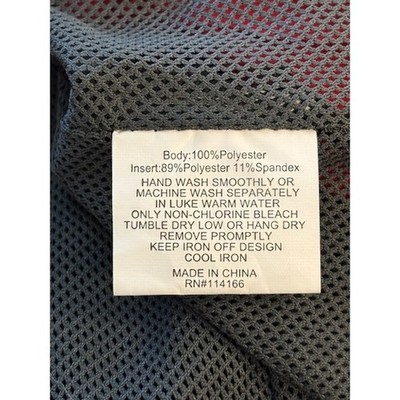 Body:100%Polyester
Insert:89%Polyester 11%Spandex
HAND WASH SMOOTHLY OR
MACHINE WASH SEPARATELY
IN LUKE WARM WATER
ONLY NON-CHLORINE BLEACH
TUMBLE DRY LOW OR HANG DRY
REMOVE PROMPTLY
KEEP IRON OFF DESIGN
COOL IRON
MADE IN CHINA
RN#114166